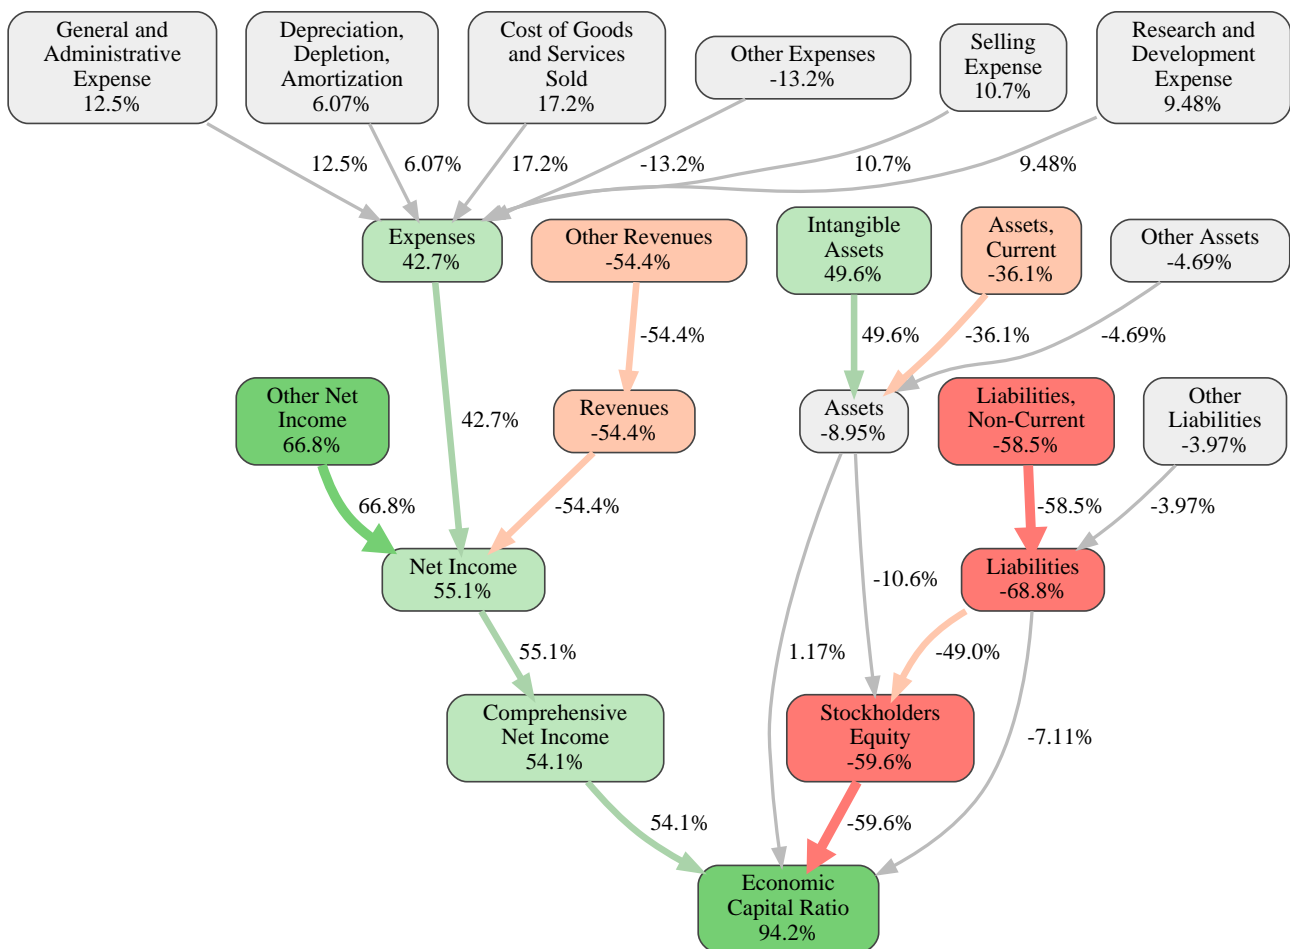 General and
Administrative
Expense
12.5%
Depreciation,
Depletion,
Amortization
6.07%
Cost of Goods
and Services
Sold
17.2%
Other Expenses
-13.2%
Selling
Expense
10.7%
Research and
Development
Expense
9.48%
12.5%
6.07%
17.2%
-13.2%
10.7%
9.48%
Expenses
42.7%
Other Revenues
-54.4%
Intangible
Assets
49.6%
Assets,
Current
-36.1%
Other Assets
-4.69%
-54.4%
49.6%
-36.1%
-4.69%
Other Net
Income
66.8%
42.7%
Revenues
-54.4%
Assets
-8.95%
Liabilities,
Non-Current
-58.5%
Other
Liabilities
-3.97%
66.8%
-54.4%
-58.5%
-3.97%
Net Income
55.1%
-10.6%
Liabilities
-68.8%
55.1%
1.17%
-49.0%
Comprehensive
Net Income
54.1%
Stockholders
Equity
-59.6%
-7.11%
54.1%
-59.6%
Economic
Capital Ratio
94.2%